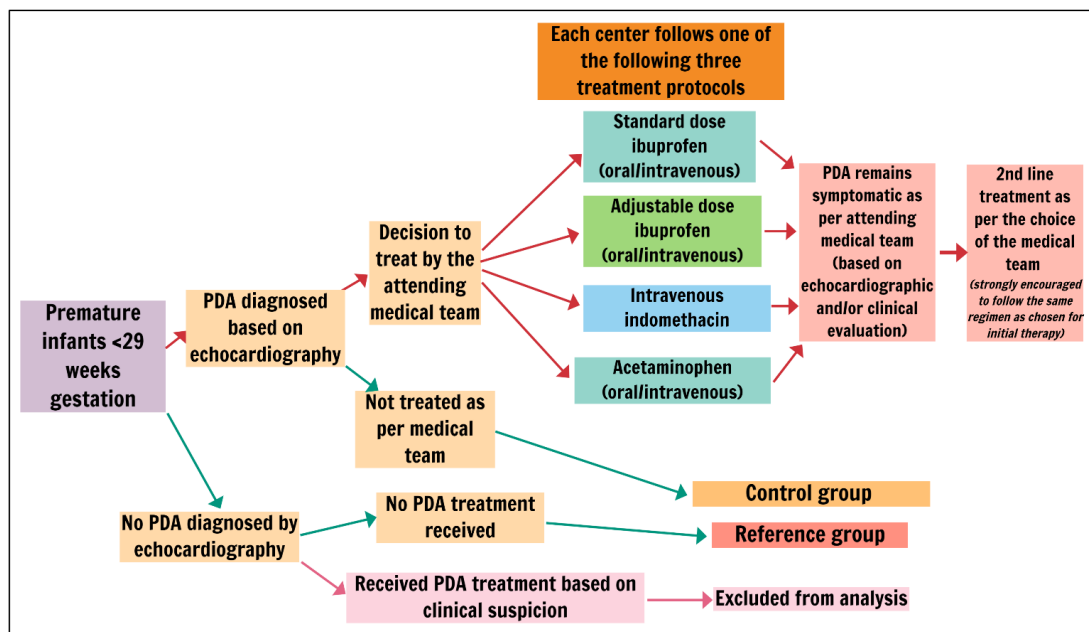 Each center follows one of
the following three
treatment protocols
Standard dose
ibuprofen
(oral/intravenous)
Adjustable dose
ibuprofen
(oral/intravenous)
Intravenous
indomethacin
Acetaminophen
(oral/intravenous)
PDA remains
symptomatic as
per attending
medical team
(based on
echocardiographic
and/or clinical
evaluation)
2nd line
treatment as
per the choice
of the medical
team
(strongly encouraged
to follow the same
regimen as chosen for
initial therapy)
Decision to
treat by the
attending
medical team
PDA diagnosed
based on
echocardiography
Premature
infants <29
weeks
gestation
Not treated as
per medical
team
Control group
No PDA diagnosed by
echocardiography
No PDA treatment
received
Reference group
Received PDA treatment based on
clinical suspicion
Excluded from analysis